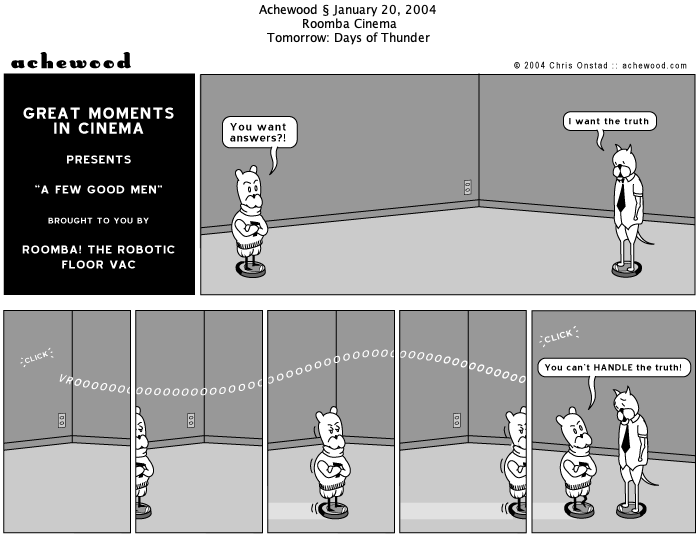 Achewood § January 20, 2004
Roomba Cinema
Tomorrow: Days of Thunder
achewood
© 2004 Chris Onstad :: achewood.com
GREAT MOMENTS
IN CINEMA
PRESENTS
"A FEW GOOD MEN"
BROUGHT TO YOU BY
ROOMBA! THE ROBOTIC
FLOOR VAC
You want
answers?!
I want the truth
CLICK
VROOOOOOOOOOOOOOOOOOOOOOOOOOOOOOOOOOOOOOOOOOOOOOOOOO
CLICK
You can't HANDLE the truth!